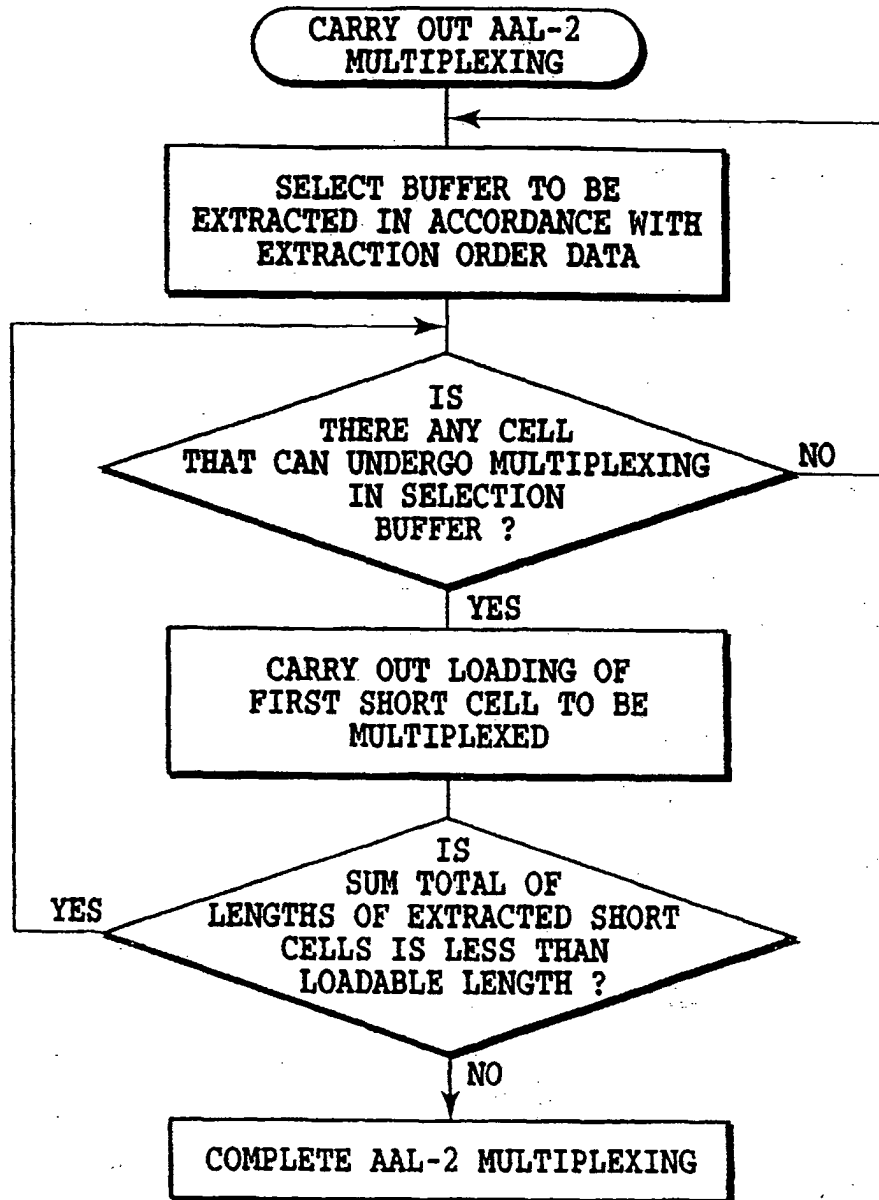 CARRY OUT AAL-2
MULTIPLEXING
SELECT BUFFER TO BE
EXTRACTED IN ACCORDANCE WITH
EXTRACTION ORDER DATA
IS
THERE ANY CELL
THAT CAN UNDERGO MULTIPLEXING
IN SELECTION
BUFFER ?
NO
YES
CARRY OUT LOADING OF
FIRST SHORT CELL TO BE
MULTIPLEXED
IS
SUM TOTAL OF
LENGTHS OF EXTRACTED SHORT
CELLS IS LESS THAN
LOADABLE LENGTH ?
YES
NO
COMPLETE AAL-2 MULTIPLEXING